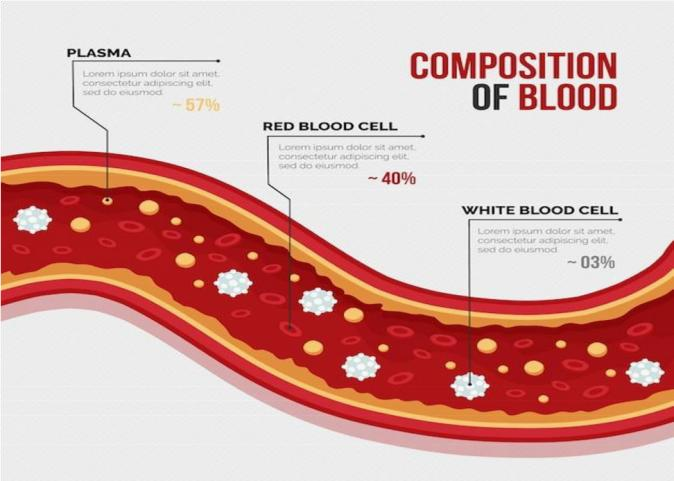 COMPOSITION
OF BLOOD
PLASMA
Lorem ipsum dolor sit amet,
consectetur adipiscing elit,
sed do eiusmod.
~ 57%
RED BLOOD CELL
Lorem ipsum dolor sit amet,
consectetur adipiscing elit,
sed do eiusmod.
~ 40%
WHITE BLOOD CELL
Lorem ipsum dolor sit amet,
consectetur adipiscing elit,
sed do eiusmod.
~ 03%